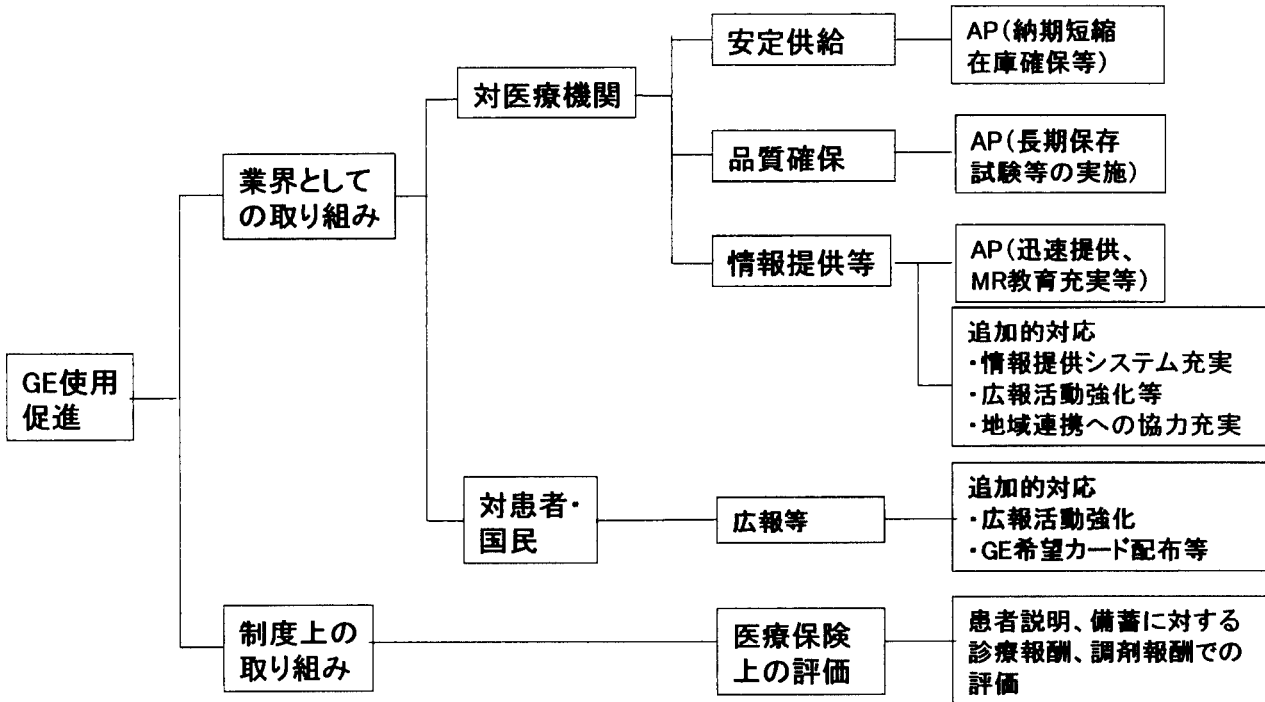 GE使用
促進
業界として
の取り組み
対医療機関
安定供給
AP(納期短縮
在庫確保等)
品質確保
AP(長期保存
試験等の実施)
情報提供等
AP(迅速提供、
MR教育充実等)
追加的対応
・情報提供システム充実
・広報活動強化等
・地域連携への協力充実
対患者・
国民
広報等
追加的対応
・広報活動強化
・GE希望カード配布等
制度上の
取り組み
医療保険
上の評価
患者説明、備蓄に対する
診療報酬、調剤報酬での
評価